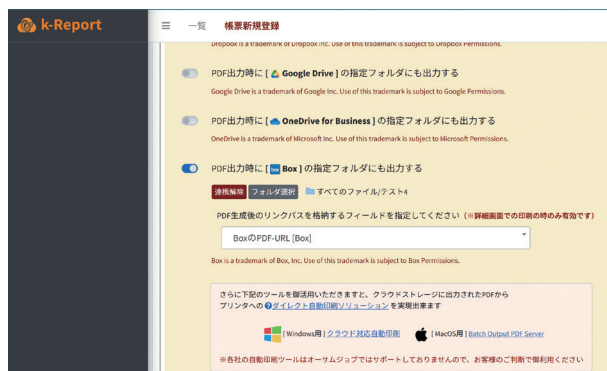 k-Report
一覧 帳票新規登録
Dropbox is a trademark of Dropbox Inc. Use of this trademark is subject to Dropbox Permissions.
PDF出力時に [ Google Drive ] の指定フォルダにも出力する
Google Drive is a trademark of Google Inc. Use of this trademark is subject to Google Permissions.
PDF出力時に [ OneDrive for Business ] の指定フォルダにも出力する
OneDrive is a trademark of Microsoft Inc. Use of this trademark is subject to Microsoft Permissions.
PDF出力時に [ box Box ] の指定フォルダにも出力する
連携解除 フォルダ選択 すべてのファイル/テスト4
PDF生成後のリンクパスを格納するフィールドを指定してください (※詳細画面での印刷の時のみ有効です)
BoxのPDF-URL [Box]
Box is a trademark of Box, Inc. Use of this trademark is subject to Box Permissions.
さらに下記のツールを御活用いただきますと、クラウドストレージに出力されたPDFから
プリンタへの ?ダイレクト自動印刷ソリューション を実現出来ます
[ Windows用 ] クラウド対応自動印刷 [ MacOS用 ] Batch Output PDF Server
※各社の自動印刷ツールはオーサムジョブではサポートしておりませんので、お客様のご判断で御利用ください